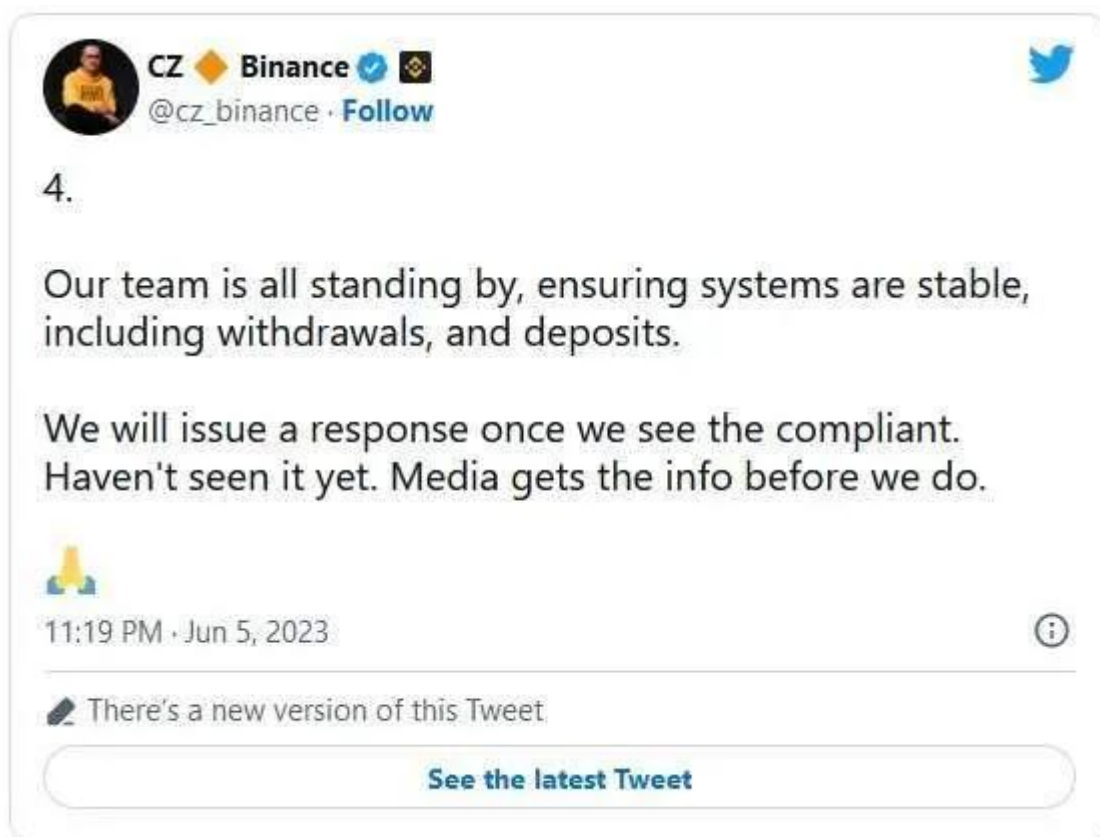 CZ 🔶 Binance
@cz_binance · Follow
4.
Our team is all standing by, ensuring systems are stable,
including withdrawals, and deposits.
We will issue a response once we see the compliant.
Haven't seen it yet. Media gets the info before we do.
🙏
11:19 PM · Jun 5, 2023
There's a new version of this Tweet
See the latest Tweet